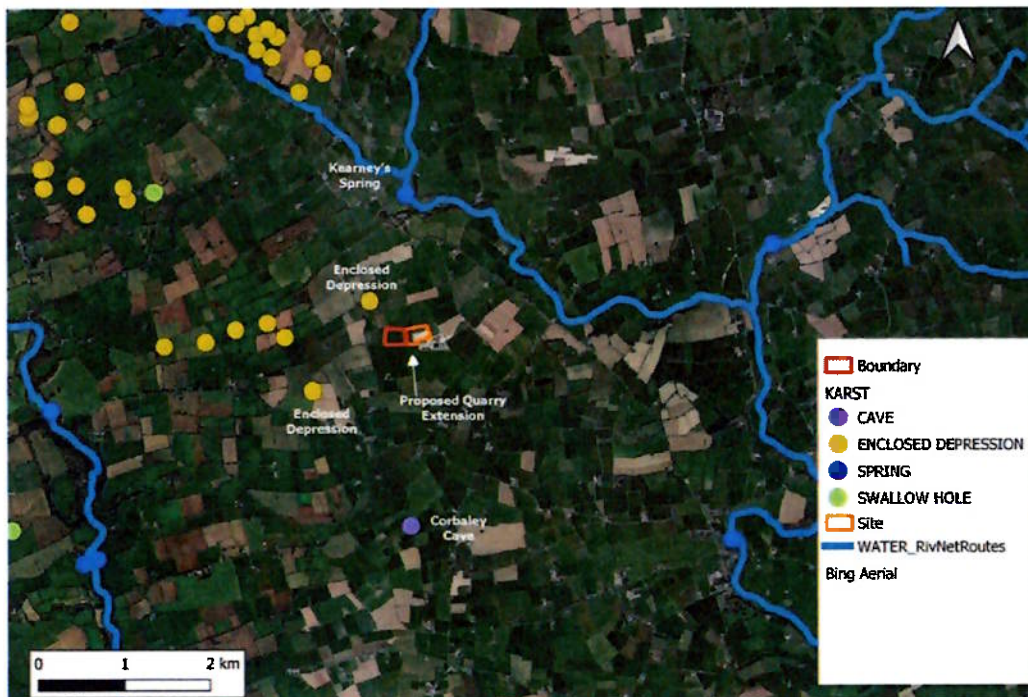 Kearney's
Spring
Enclosed
Depression
Proposed Quarry
Extension
Enclosed
Depression
Corbaley
Cave
Boundary
KARST
CAVE
ENCLOSED DEPRESSION
SPRING
SWALLOW HOLE
Site
WATER_RivNetRoutes
Bing Aerial
0 1 2 km